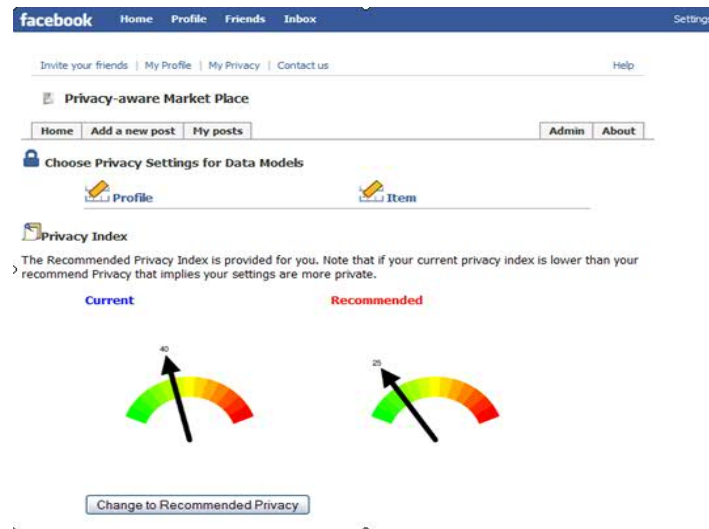 facebook Home Profile Friends Inbox Settings
Invite your friends | My Profile | My Privacy | Contact us Help
Privacy-aware Market Place
Home Add a new post My posts Admin About
Choose Privacy Settings for Data Models
Profile Item
Privacy Index
The Recommended Privacy Index is provided for you. Note that if your current privacy index is lower than your
recommend Privacy that implies your settings are more private.
Current Recommended
40
25
Change to Recommended Privacy